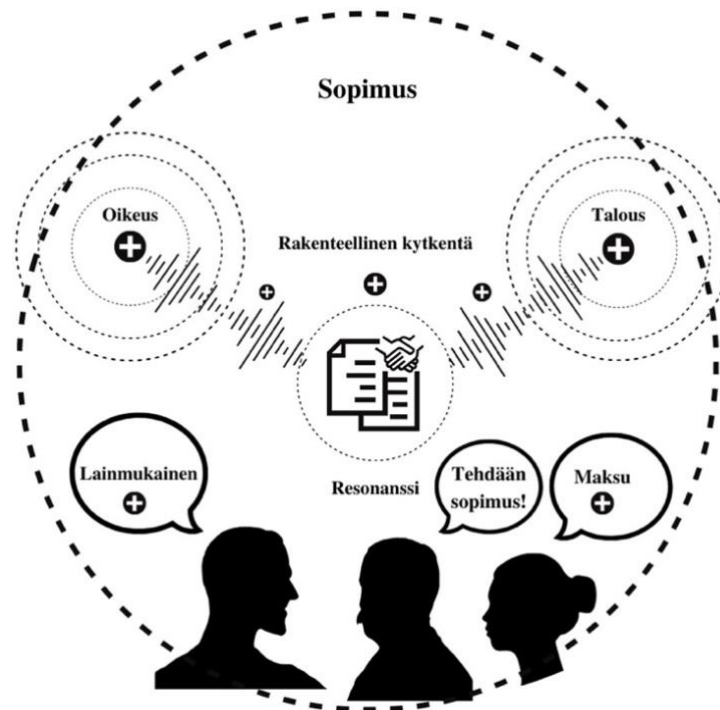 Sopimus
Oikeus
Talous
Rakenteellinen kytkentä
Lainmukainen
Resonanssi
Tehdään
sopimus!
Maksu